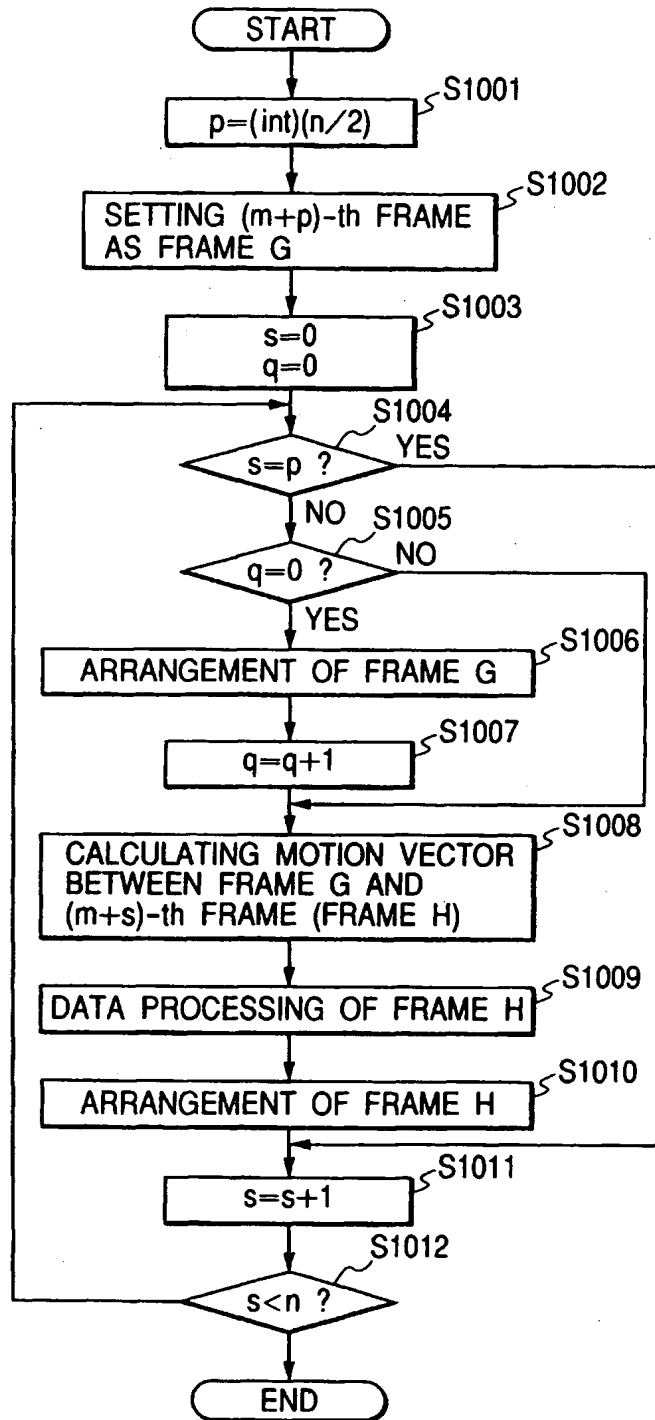 START
S1001
p=(int)(n/2)
S1002
SETTING (m+p)-th FRAME
AS FRAME G
S1003
s=0
q=0
S1004
s=p ?
YES
NO
S1005
q=0 ?
NO
YES
S1006
ARRANGEMENT OF FRAME G
S1007
q=q+1
S1008
CALCULATING MOTION VECTOR
BETWEEN FRAME G AND
(m+s)-th FRAME (FRAME H)
S1009
DATA PROCESSING OF FRAME H
S1010
ARRANGEMENT OF FRAME H
S1011
s=s+1
S1012
s<n ?
END